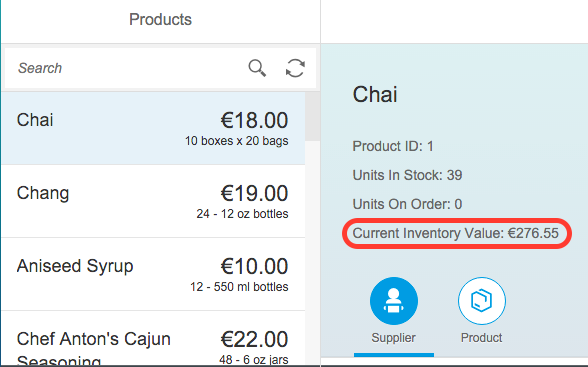 Products
Search
Chai
€18.00
10 boxes x 20 bags
Chang
€19.00
24 - 12 oz bottles
Aniseed Syrup
€10.00
12 - 550 ml bottles
Chef Anton's Cajun
Seasoning
€22.00
48 - 6 oz jars
Chai
Product ID: 1
Units In Stock: 39
Units On Order: 0
Current Inventory Value: €276.55
Supplier
Product